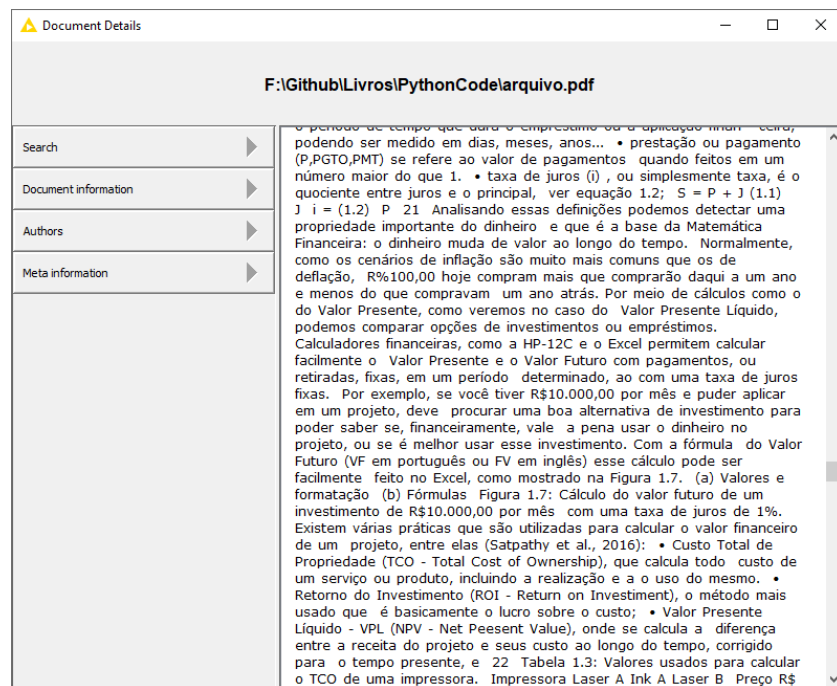 Document Details
F:\Github\Livros\PythonCode\arquivo.pdf
Search
Document information
Authors
Meta information
o período de tempo que dura o empréstimo ou a aplicação finan ceira,
podendo ser medido em dias, meses, anos... • prestação ou pagamento
(P,PGTO,PMT) se refere ao valor de pagamentos quando feitos em um
número maior do que 1. • taxa de juros (i) , ou simplesmente taxa, é o
quociente entre juros e o principal, ver equação 1.2; S = P + J (1.1)
J i = (1.2) P 21 Analisando essas definições podemos detectar uma
propriedade importante do dinheiro e que é a base da Matemática
Financeira: o dinheiro muda de valor ao longo do tempo. Normalmente,
como os cenários de inflação são muito mais comuns que os de
deflação, R%100,00 hoje compram mais que comprarão daqui a um ano
e menos do que compravam um ano atrás. Por meio de cálculos como o
do Valor Presente, como veremos no caso do Valor Presente Líquido,
podemos comparar opções de investimentos ou empréstimos.
Calculadores financeiras, como a HP-12C e o Excel permitem calcular
facilmente o Valor Presente e o Valor Futuro com pagamentos, ou
retiradas, fixas, em um período determinado, ao com uma taxa de juros
fixas. Por exemplo, se você tiver R$10.000,00 por mês e puder aplicar
em um projeto, deve procurar uma boa alternativa de investimento para
poder saber se, financeiramente, vale a pena usar o dinheiro no
projeto, ou se é melhor usar esse investimento. Com a fórmula do Valor
Futuro (VF em português ou FV em inglês) esse cálculo pode ser
facilmente feito no Excel, como mostrado na Figura 1.7. (a) Valores e
formatação (b) Fórmulas Figura 1.7: Cálculo do valor futuro de um
investimento de R$10.000,00 por mês com uma taxa de juros de 1%.
Existem várias práticas que são utilizadas para calcular o valor financeiro
de um projeto, entre elas (Satpathy et al., 2016): • Custo Total de
Propriedade (TCO - Total Cost of Ownership), que calcula todo custo de
um serviço ou produto, incluindo a realização e a o uso do mesmo. •
Retorno do Investimento (ROI - Return on Investiment), o método mais
usado que é basicamente o lucro sobre o custo; • Valor Presente
Líquido - VPL (NPV - Net Peesent Value), onde se calcula a diferença
entre a receita do projeto e seus custo ao longo do tempo, corrigido
para o tempo presente, e 22 Tabela 1.3: Valores usados para calcular
o TCO de uma impressora. Impressora Laser A Ink A Laser B Preço R$